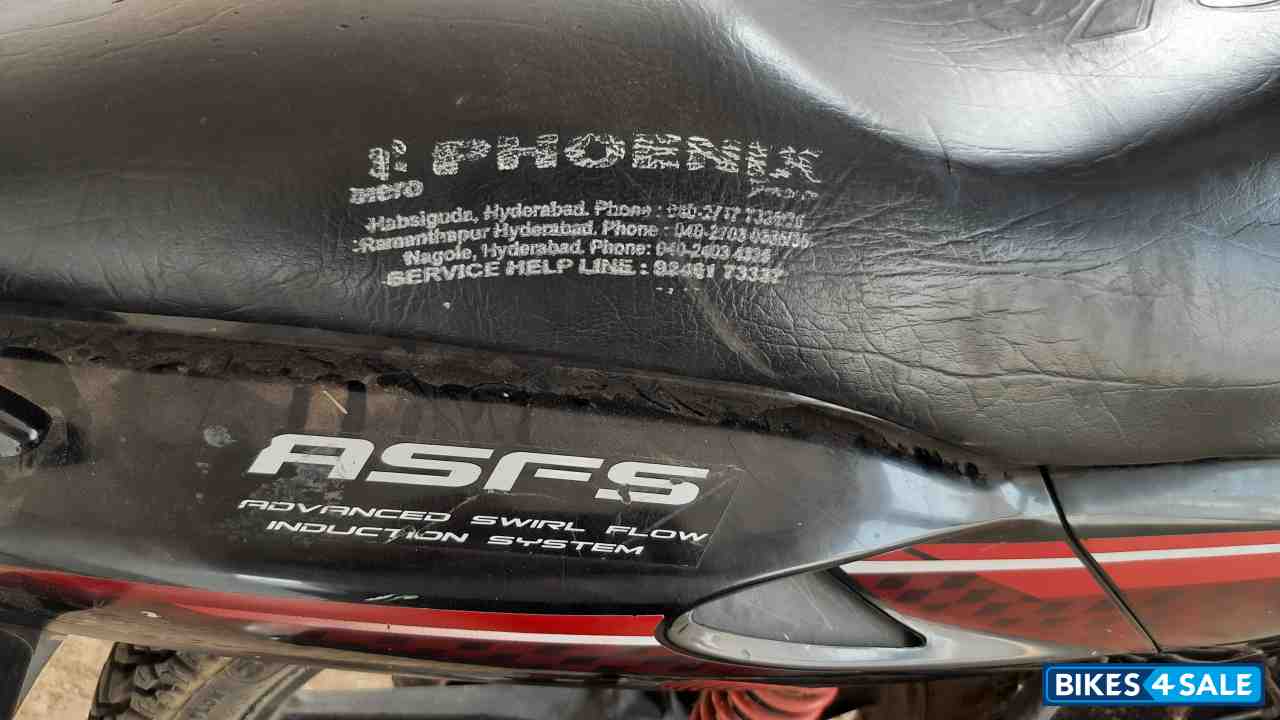 PHOENIX
Habsiguda, Hyderabad. Phone :
Ramanthapur Hyderabad. Phone :
Nagole, Hyderabad. Phone:
SERVICE HELP LINE :
ASFS
ADVANCED SWIRL FLOW
INDUCTION SYSTEM
BIKES4SALE